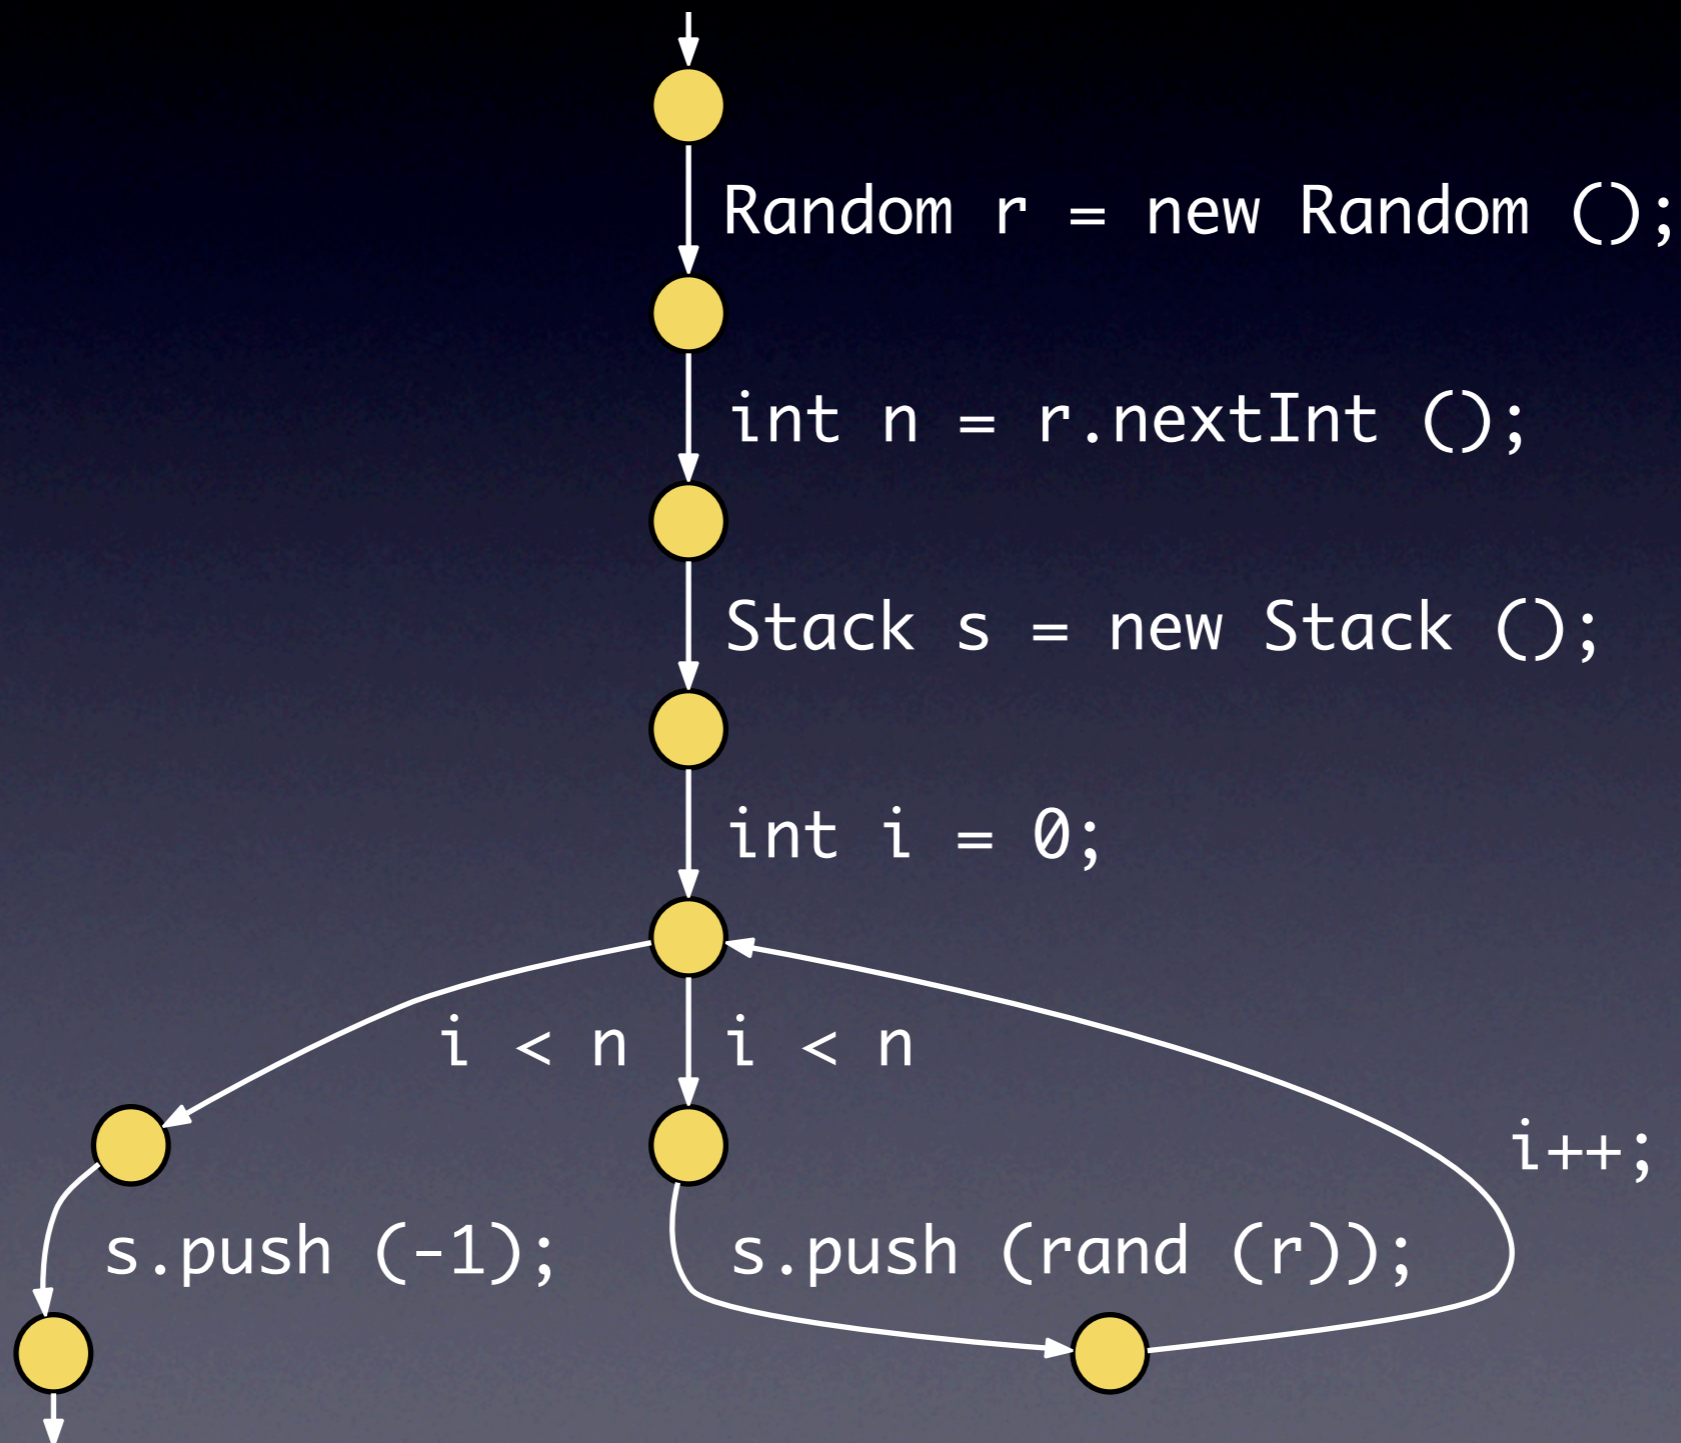 Random r = new Random ();
int n = r.nextInt ();
Stack s = new Stack ();
int i = 0;
i < n
i < n
i++;
s.push (-1);
s.push (rand (r));